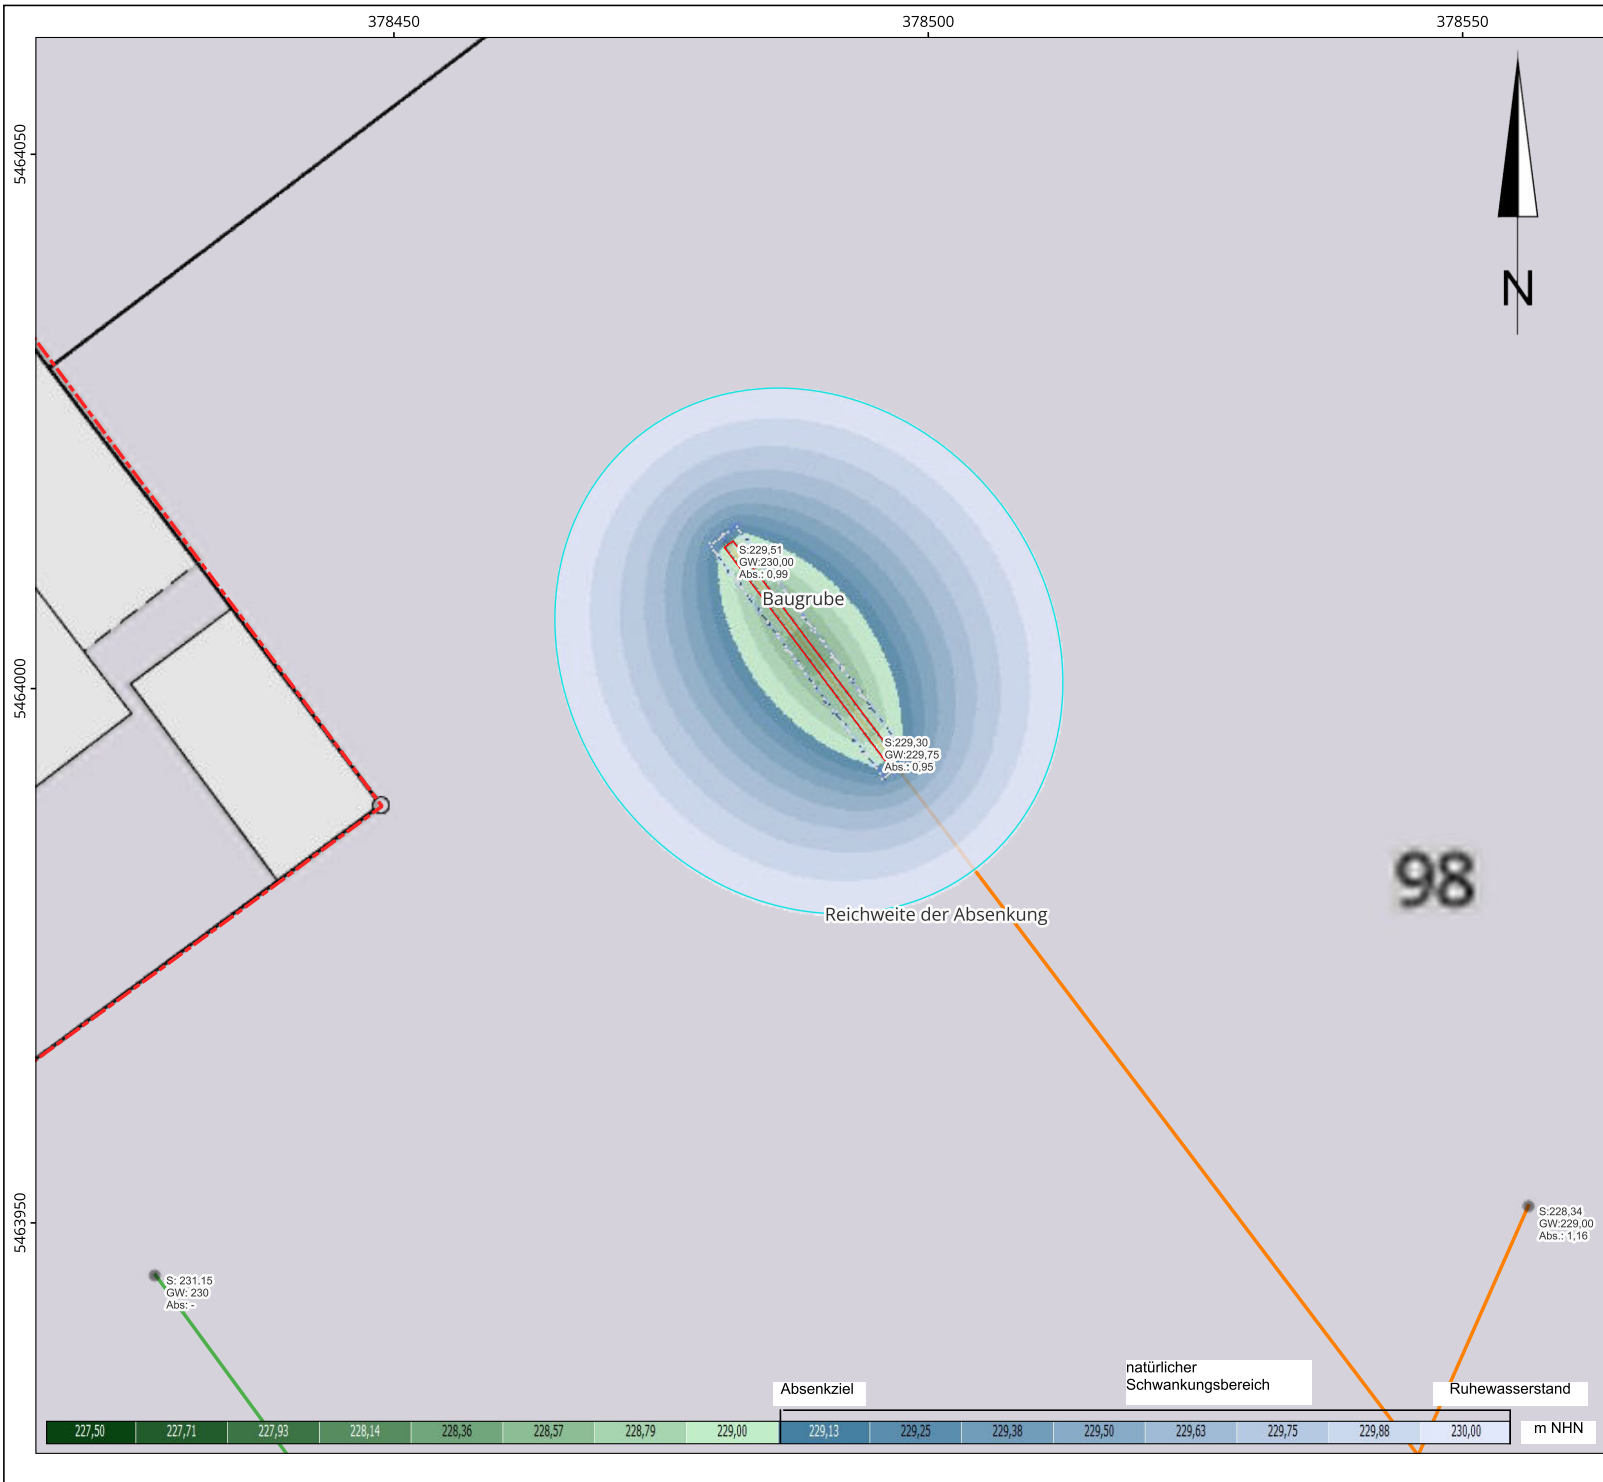 378450
378500
378550
5464050
5464000
5463950
N
S:229,51
GW:230,00
Abs.: 0,99
Baugrube
S:229,30
GW:229,75
Abs.: 0,95
98
Reichweite der Absenkung
S:228,34
GW:229,00
Abs.: 1,16
S: 231.15
GW: 230
Abs: -
natürlicher
Schwankungsbereich
Absenkziel
Ruhewasserstand
227,50 227,71 227,93 228,14 228,36 228,57 228,79 229,00 229,13 229,25 229,38 229,50 229,63 229,75 229,88 230,00 m NHN